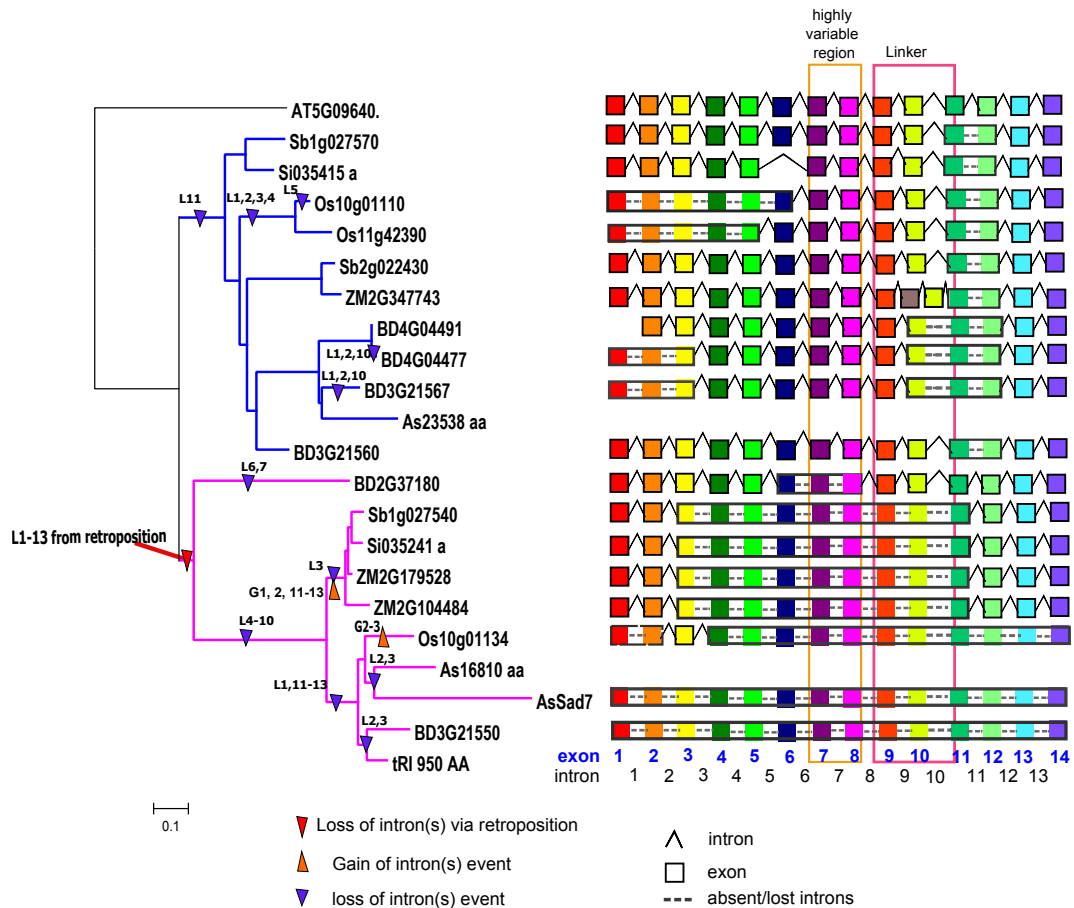 highly
variable
region
Linker
AT5G09640.
Sb1g027570
Si035415 a
L5
L11
L1,2,3,4
Os10g01110
Os11g42390
Sb2g022430
ZM2G347743
BD4G04491
L1,2,10
BD4G04477
L1,2,10
BD3G21567
As23538 aa
BD3G21560
L6,7
BD2G37180
Sb1g027540
L1-13 from retroposition
Si035241 a
L3
ZM2G179528
G1, 2, 11-13
ZM2G104484
L4-10
G2-3
Os10g01134
L2,3
As16810 aa
L1,11-13
AsSad7
L2,3
BD3G21550
tRI 950 AA
exon 1 2 3 4 5 6 7 8 9 10 11 12 13 14
intron 1 2 3 4 5 6 7 8 9 10 11 12 13
0.1
Loss of intron(s) via retroposition
Gain of intron(s) event
loss of intron(s) event
intron
exon
absent/lost introns